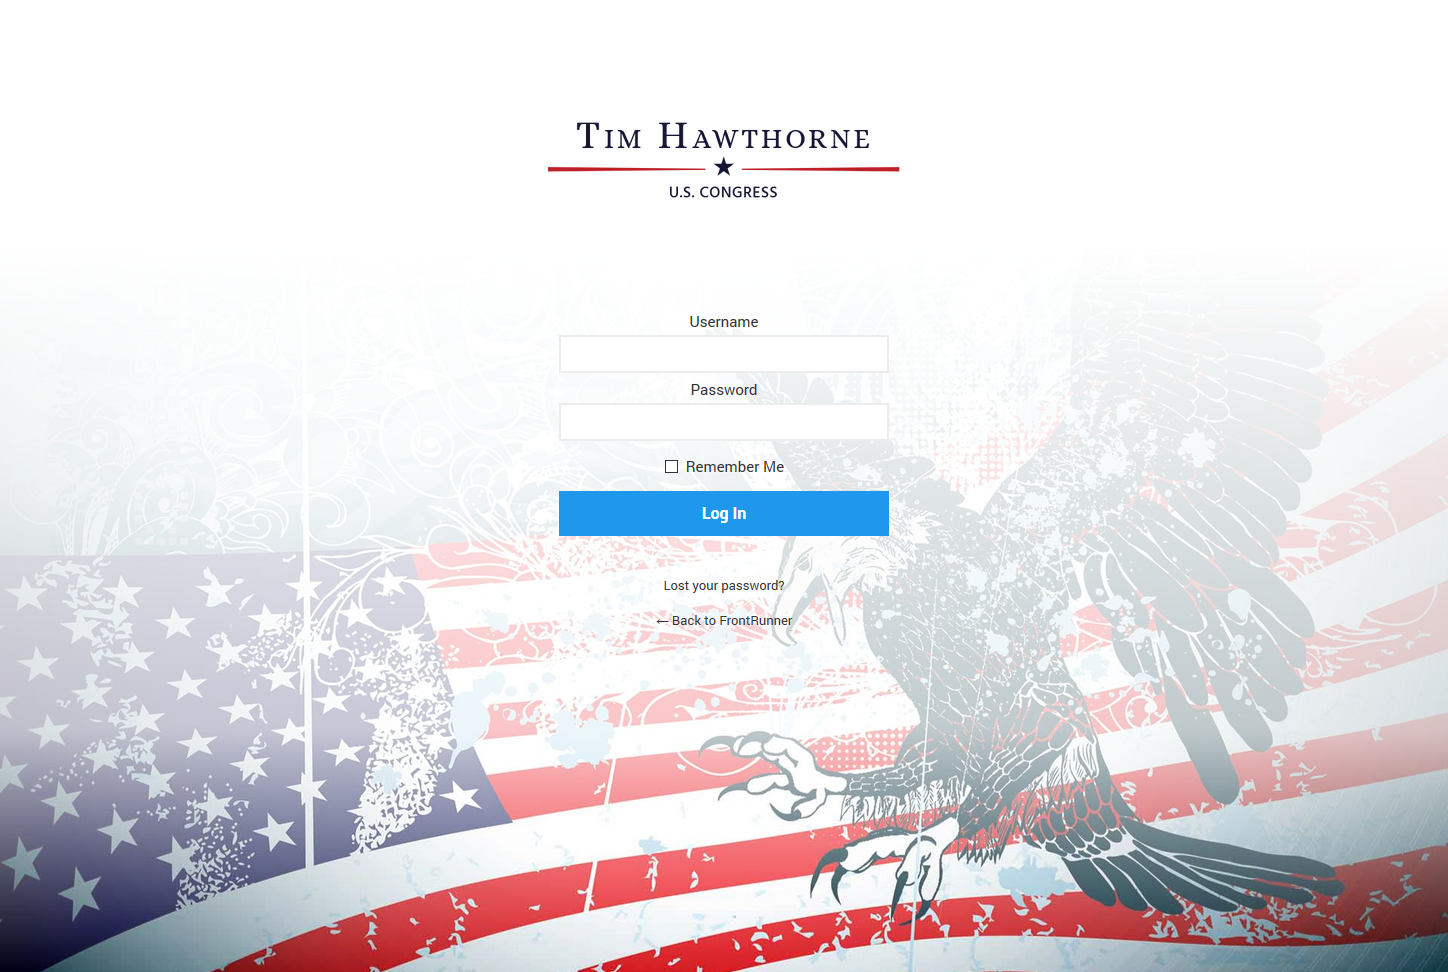 Tim Hawthorne
U.S. CONGRESS
Username
Password
Remember Me
Log In
Lost your password?
← Back to FrontRunner